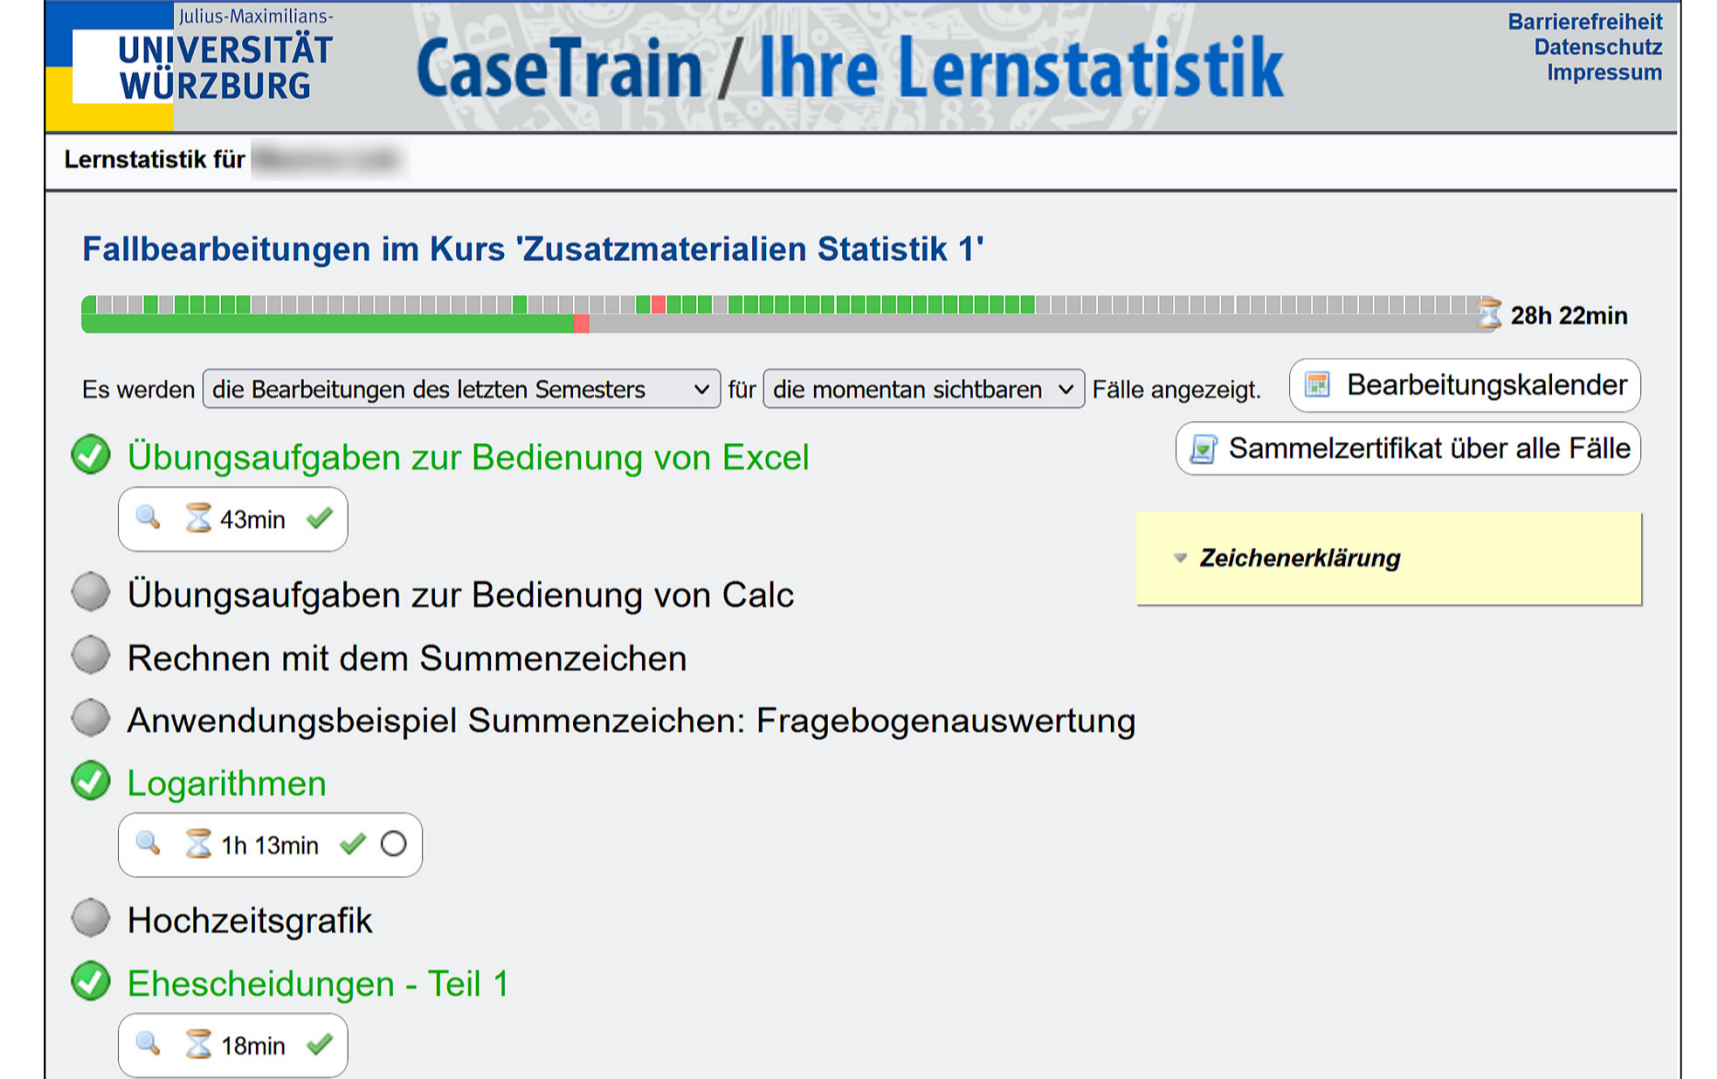 Julius-Maximilians-
UNIVERSITÄT
WÜRZBURG
CaseTrain / Ihre Lernstatistik
Barrierefreiheit
Datenschutz
Impressum
Lernstatistik für
Fallbearbeitungen im Kurs 'Zusatzmaterialien Statistik 1'
28h 22min
Es werden die Bearbeitungen des letzten Semesters für die momentan sichtbaren Fälle angezeigt.
Bearbeitungskalender
Sammelzertifikat über alle Fälle
Übungsaufgaben zur Bedienung von Excel
43min
Zeichenerklärung
Übungsaufgaben zur Bedienung von Calc
Rechnen mit dem Summenzeichen
Anwendungsbeispiel Summenzeichen: Fragebogenauswertung
Logarithmen
1h 13min
Hochzeitsgrafik
Ehescheidungen - Teil 1
18min